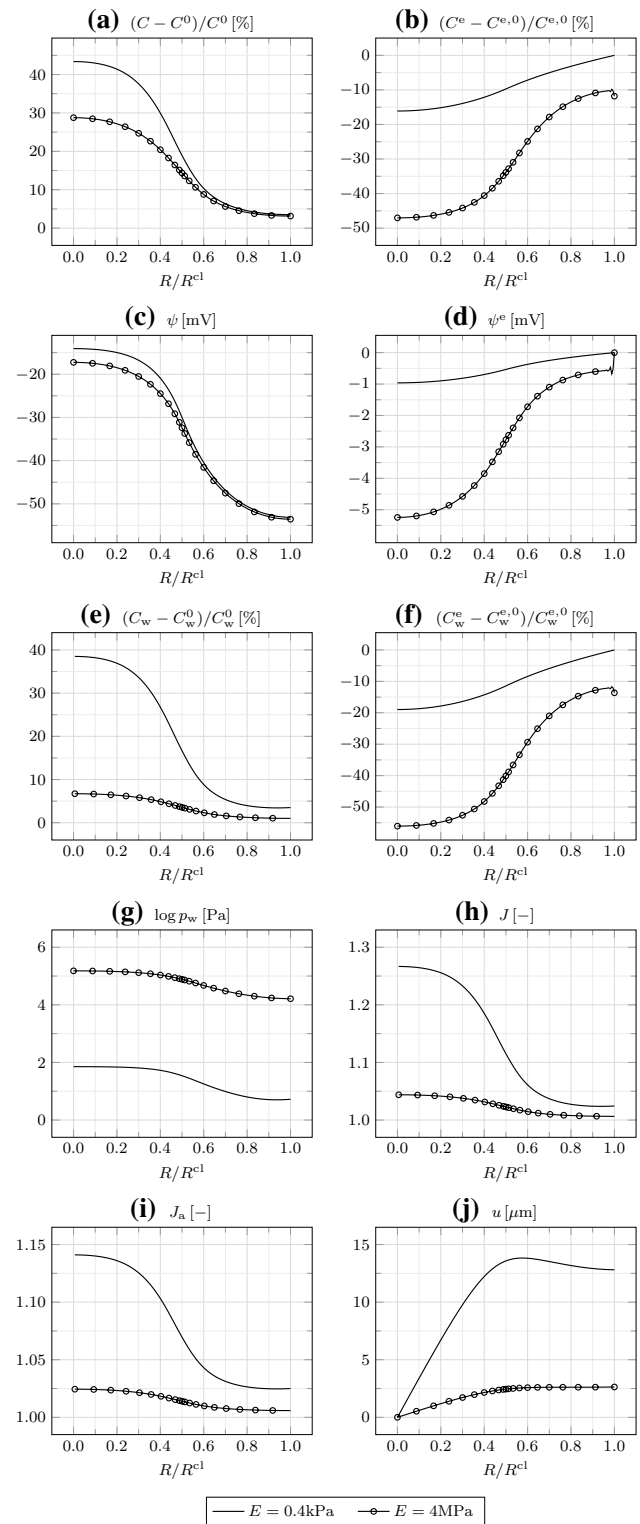 (a) (C − C⁰)/C⁰ [%]
40
30
20
10
0
0.0 0.2 0.4 0.6 0.8 1.0
R/Rᶜˡ
(b) (Cᵉ − Cᵉ,⁰)/Cᵉ,⁰ [%]
0
−10
−20
−30
−40
−50
0.0 0.2 0.4 0.6 0.8 1.0
R/Rᶜˡ
(c) ψ [mV]
−20
−30
−40
−50
0.0 0.2 0.4 0.6 0.8 1.0
R/Rᶜˡ
(d) ψᵉ [mV]
0
−1
−2
−3
−4
−5
0.0 0.2 0.4 0.6 0.8 1.0
R/Rᶜˡ
(e) (C_w − C_w⁰)/C_w⁰ [%]
40
30
20
10
0
0.0 0.2 0.4 0.6 0.8 1.0
R/Rᶜˡ
(f) (C_wᵉ − C_wᵉ,⁰)/C_wᵉ,⁰ [%]
0
−10
−20
−30
−40
−50
0.0 0.2 0.4 0.6 0.8 1.0
R/Rᶜˡ
(g) log p_w [Pa]
6
4
2
0
0.0 0.2 0.4 0.6 0.8 1.0
R/Rᶜˡ
(h) J [−]
1.3
1.2
1.1
1.0
0.0 0.2 0.4 0.6 0.8 1.0
R/Rᶜˡ
(i) J_a [−]
1.15
1.10
1.05
1.00
0.0 0.2 0.4 0.6 0.8 1.0
R/Rᶜˡ
(j) u [μm]
15
10
5
0
0.0 0.2 0.4 0.6 0.8 1.0
R/Rᶜˡ
E = 0.4kPa E = 4MPa